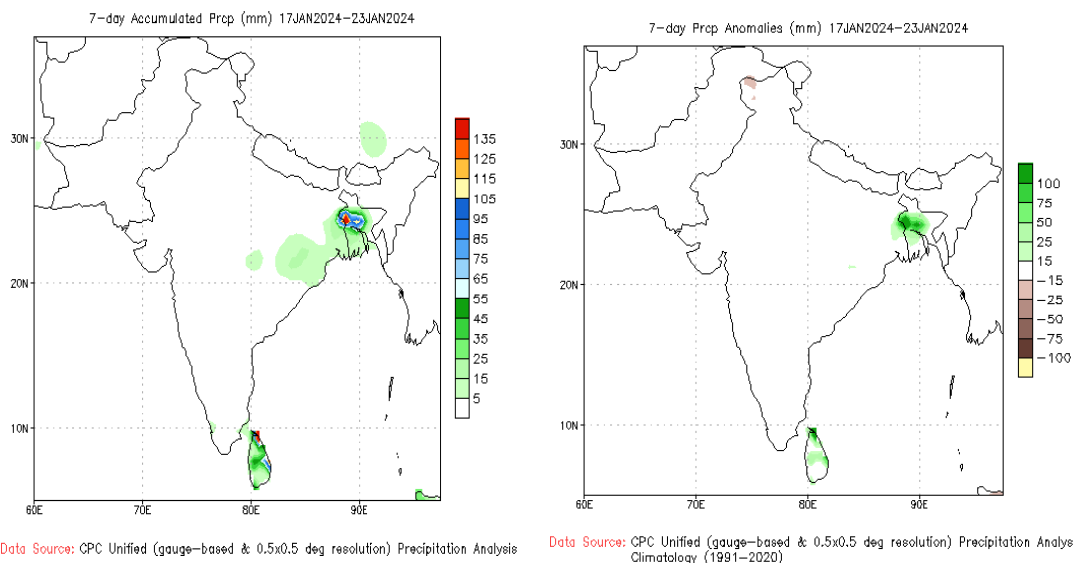 7-day Accumulated Prcp (mm) 17JAN2024-23JAN2024
30N
20N
10N
60E
70E
80E
90E
135
125
115
105
95
85
75
65
55
45
35
25
15
5
Data Source: CPC Unified (gauge-based & 0.5x0.5 deg resolution) Precipitation Analysis
7-day Prcp Anomalies (mm) 17JAN2024-23JAN2024
30N
20N
10N
60E
70E
80E
90E
100
75
50
25
15
-15
-25
-50
-75
-100
Data Source: CPC Unified (gauge-based & 0.5x0.5 deg resolution) Precipitation Analys
Climatology (1991-2020)